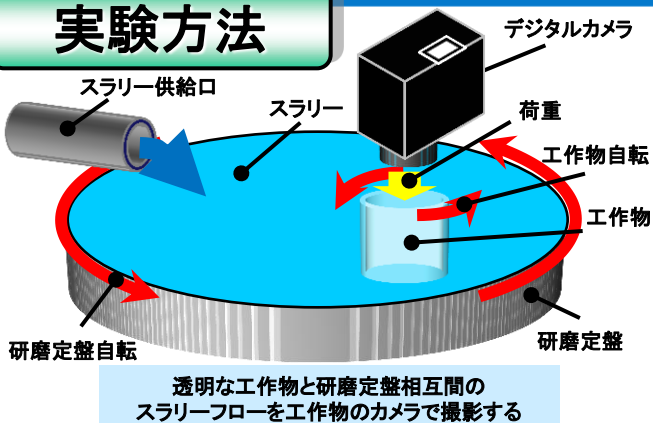 実験方法
デジタルカメラ
スラリー供給口
スラリー
荷重
工作物自転
工作物
研磨定盤自転
研磨定盤
透明な工作物と研磨定盤相互間の
スラリーフローを工作物のカメラで撮影する